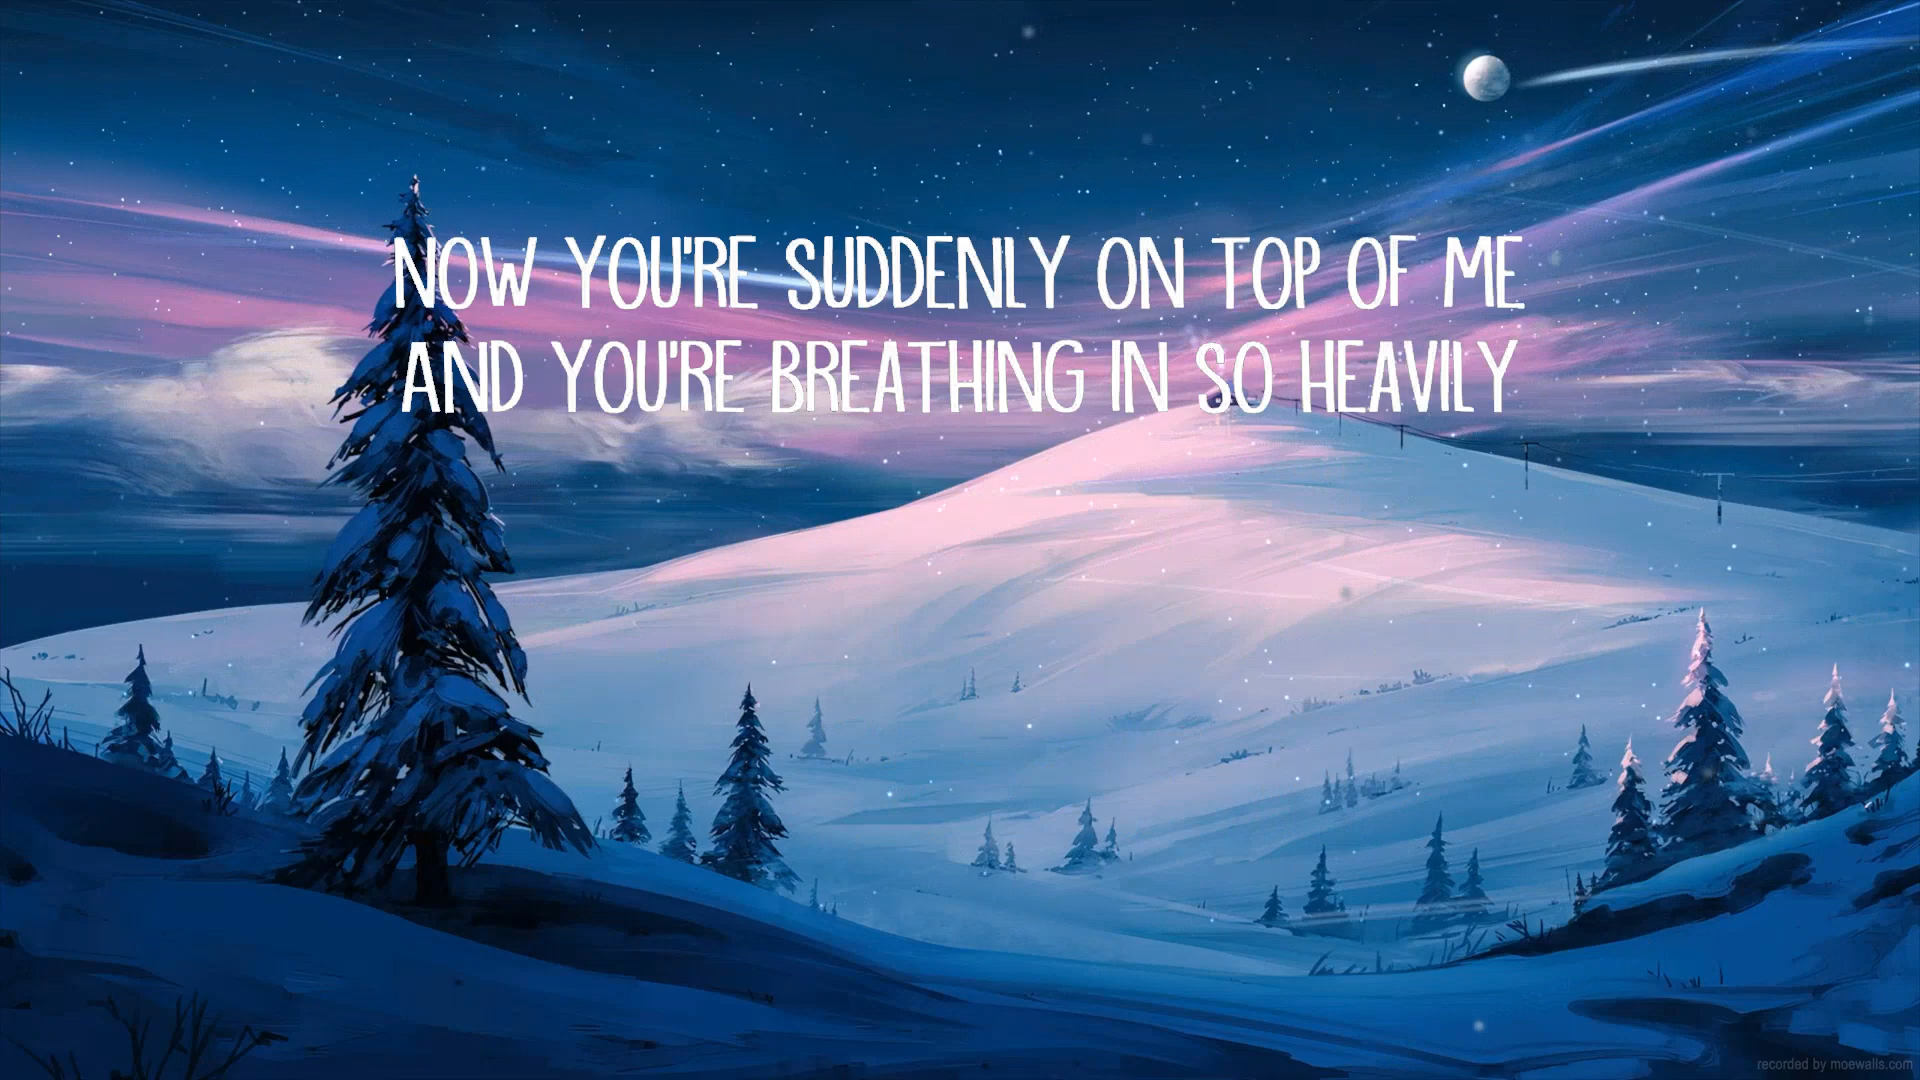 NOW YOU'RE SUDDENLY ON TOP OF ME
AND YOU'RE BREATHING IN SO HEAVILY
recorded by moewalls.com